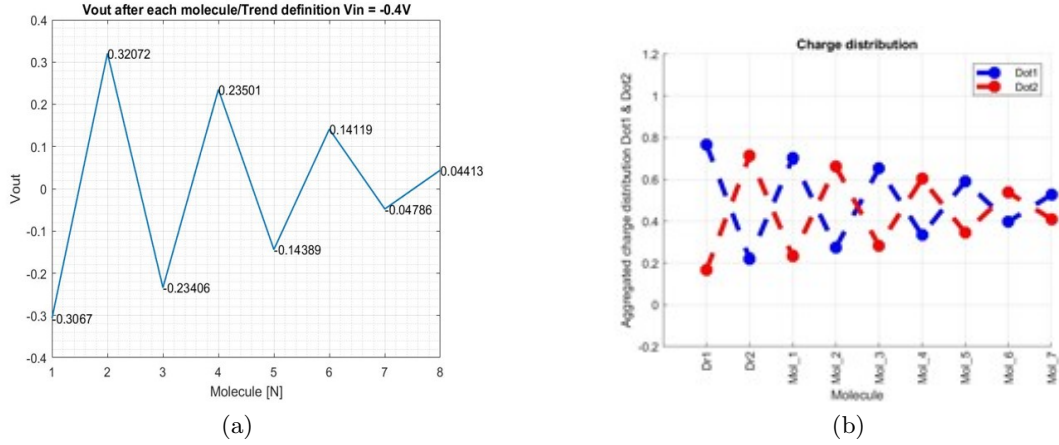 Vout after each molecule/Trend definition Vin = -0.4V
Vout
0.4
0.3
0.2
0.1
0
-0.1
-0.2
-0.3
-0.4
-0.3067
0.32072
-0.23406
0.23501
-0.14389
0.14119
-0.04786
0.04413
1 2 3 4 5 6 7 8
Molecule [N]
(a)
Charge distribution
Aggregated charge distribution Dot1 & Dot2
1.2
1
0.8
0.6
0.4
0.2
0
-0.2
Dot1
Dot2
Dr1
Dr2
Mol_1
Mol_2
Mol_3
Mol_4
Mol_5
Mol_6
Mol_7
Molecule
(b)